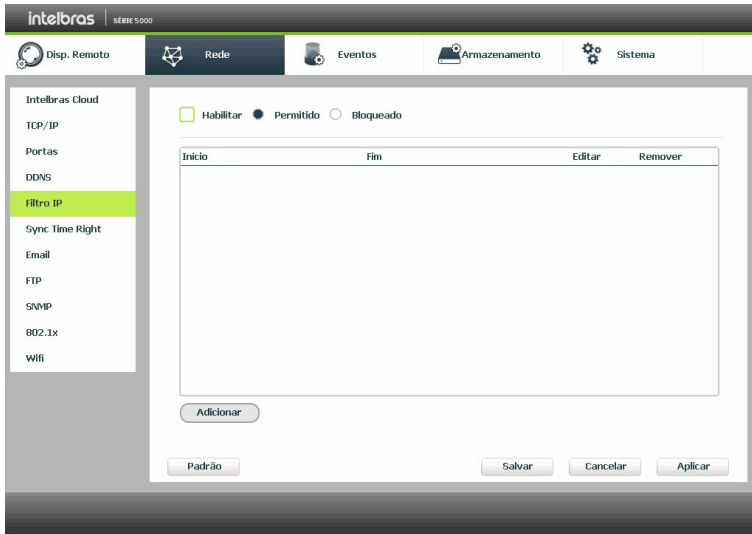 intelbras SÉRIE 5000
Disp. Remoto Rede Eventos Armazenamento Sistema
Intelbras Cloud
TCP/IP
Portas
DDNS
Filtro IP
Sync Time Right
Email
FTP
SNMP
802.1x
Wifi
Habilitar Permitido Bloqueado
Início Fim Editar Remover
Adicionar
Padrão Salvar Cancelar Aplicar